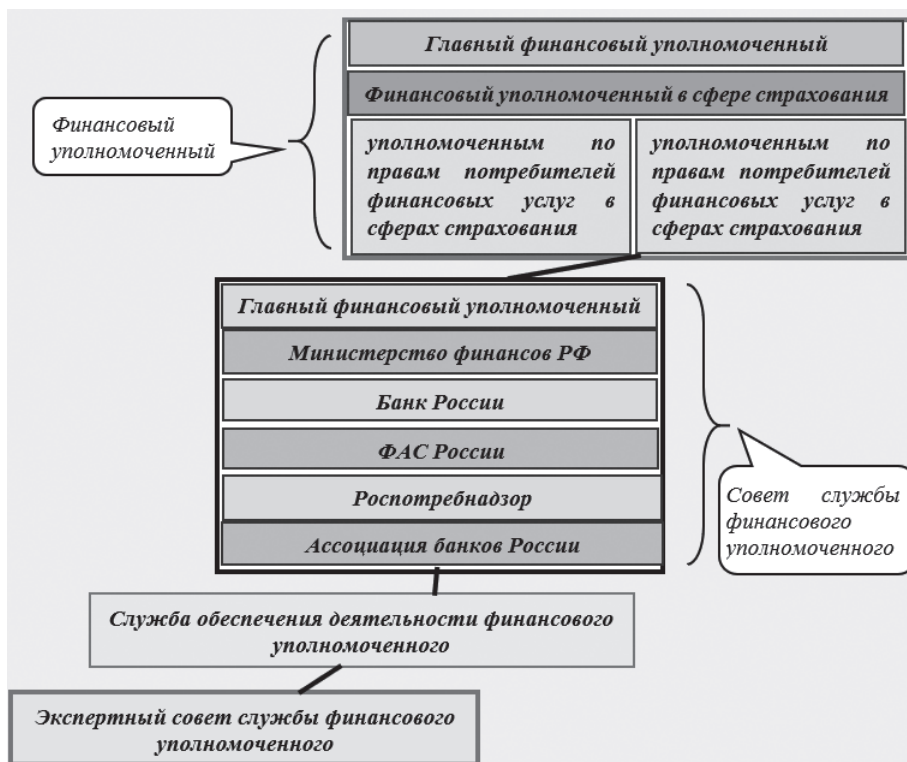 Главный финансовый уполномоченный
Финансовый уполномоченный в сфере страхования
Финансовый
уполномоченный
уполномоченным по
правам потребителей
финансовых услуг в
сферах страхования
уполномоченным по
правам потребителей
финансовых услуг в
сферах страхования
Главный финансовый уполномоченный
Министерство финансов РФ
Банк России
ФАС России
Роспотребнадзор
Ассоциация банков России
Совет службы
финансового
уполномоченного
Служба обеспечения деятельности финансового
уполномоченного
Экспертный совет службы финансового
уполномоченного